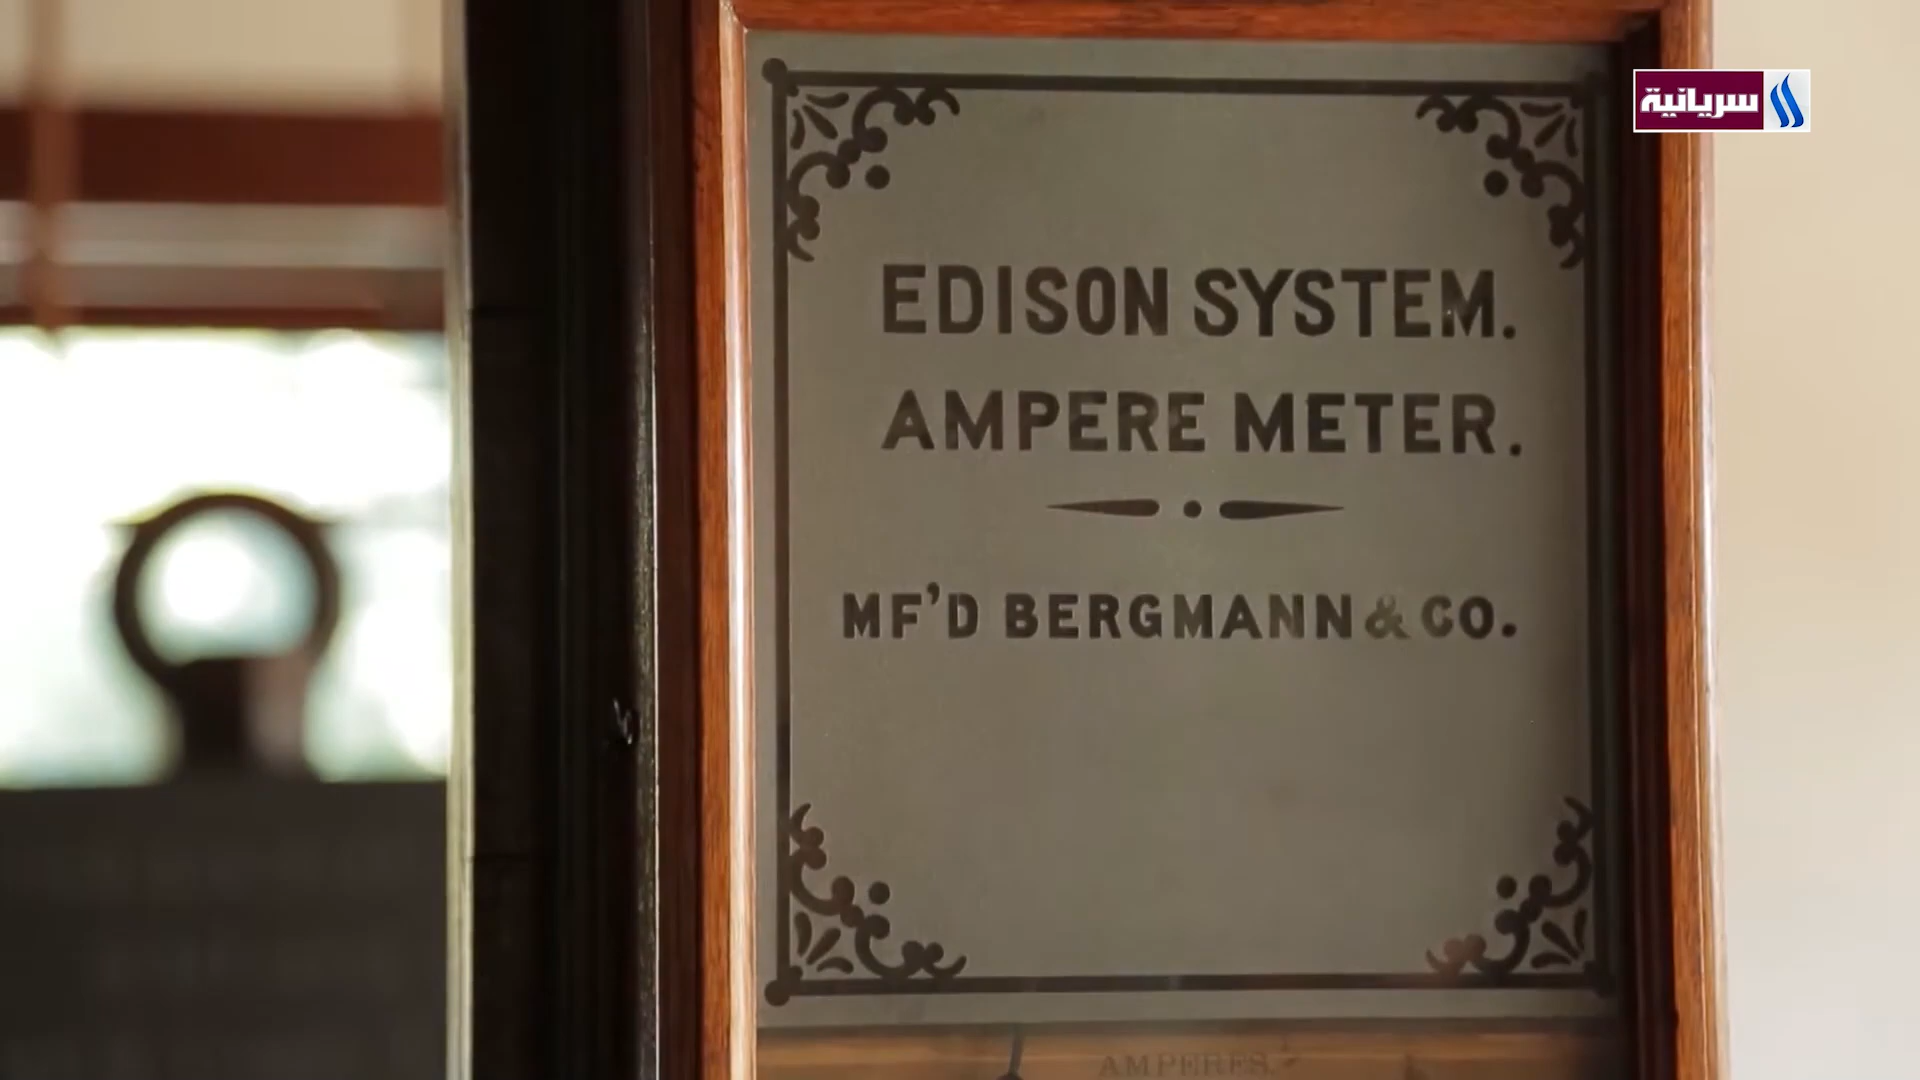 سريانية
EDISON SYSTEM.
AMPERE METER.
MF'D BERGMANN & CO.
AMPERES.